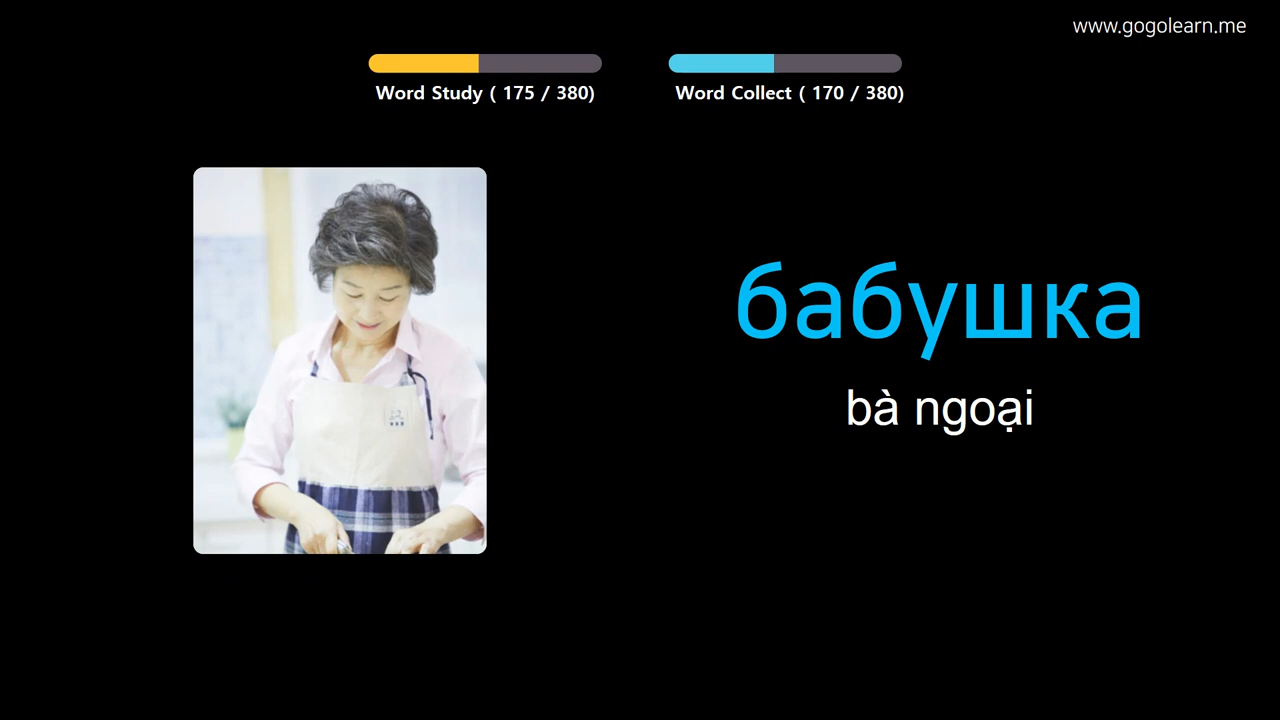 www.gogolearn.me
Word Study ( 175 / 380)
Word Collect ( 170 / 380)
бабушка
bà ngoại